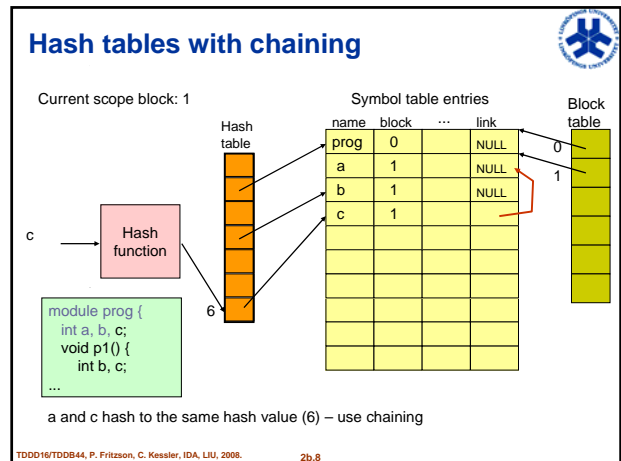 Hash tables with chaining
LINKÖPINGS UNIVERSITET
Current scope block: 1
Symbol table entries
Block
table
Hash
table
name block ... link
prog 0 NULL
0
a 1 NULL
1
b 1 NULL
c 1
c
Hash
function
6
module prog {
int a, b, c;
void p1() {
int b, c;
...
a and c hash to the same hash value (6) – use chaining
TDDD16/TDDB44, P. Fritzson, C. Kessler, IDA, LIU, 2008.
2b.8